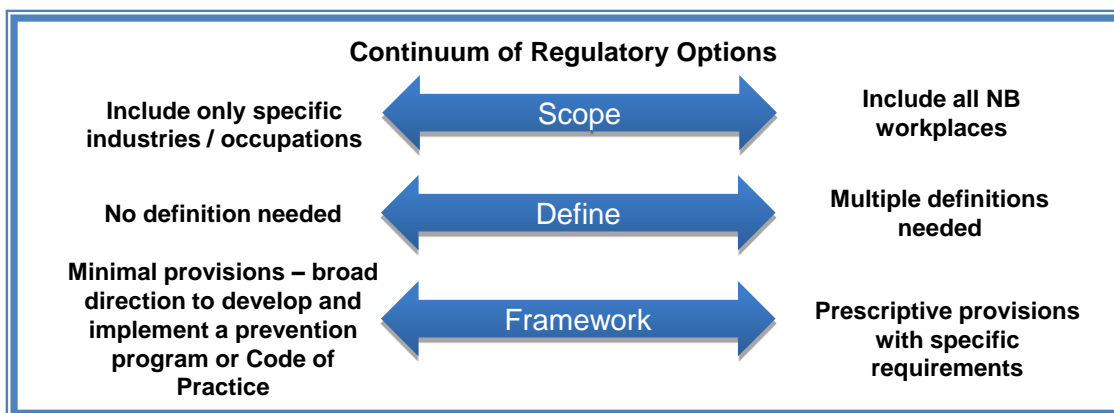 Continuum of Regulatory Options
Include only specific
industries / occupations
Scope
Include all NB
workplaces
No definition needed
Define
Multiple definitions
needed
Minimal provisions – broad
direction to develop and
implement a prevention
program or Code of
Practice
Framework
Prescriptive provisions
with specific
requirements